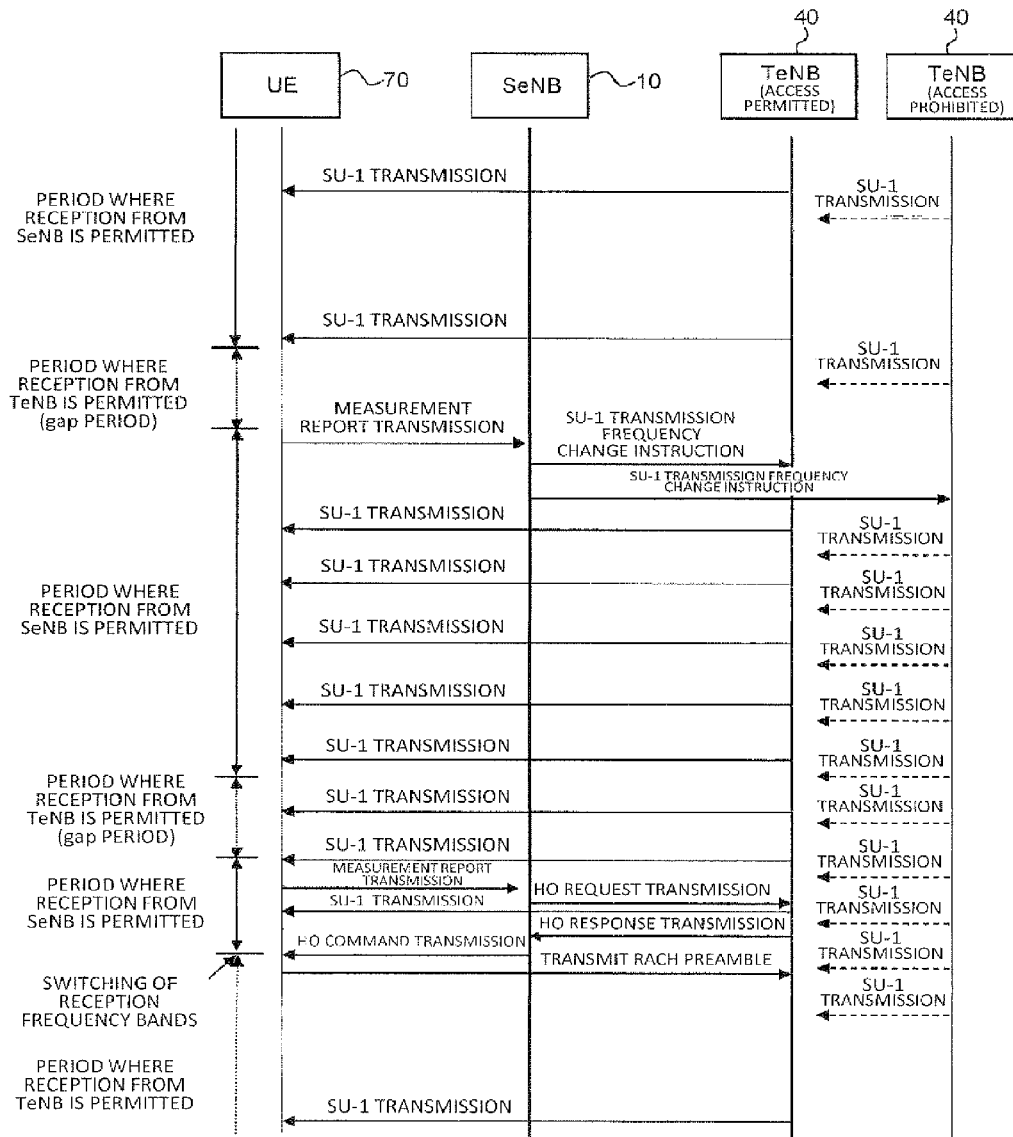 40
40
UE
70
SeNB
10
TeNB
(ACCESS
PERMITTED)
TeNB
(ACCESS
PROHIBITED)
SU-1 TRANSMISSION
SU-1
TRANSMISSION
PERIOD WHERE
RECEPTION FROM
SeNB IS PERMITTED
SU-1 TRANSMISSION
SU-1
TRANSMISSION
PERIOD WHERE
RECEPTION FROM
TeNB IS PERMITTED
(gap PERIOD)
MEASUREMENT
REPORT TRANSMISSION
SU-1 TRANSMISSION
FREQUENCY
CHANGE INSTRUCTION
SU-1 TRANSMISSION FREQUENCY
CHANGE INSTRUCTION
SU-1 TRANSMISSION
SU-1
TRANSMISSION
SU-1 TRANSMISSION
SU-1
TRANSMISSION
PERIOD WHERE
RECEPTION FROM
SeNB IS PERMITTED
SU-1 TRANSMISSION
SU-1
TRANSMISSION
SU-1 TRANSMISSION
SU-1
TRANSMISSION
SU-1 TRANSMISSION
SU-1
TRANSMISSION
PERIOD WHERE
RECEPTION FROM
TeNB IS PERMITTED
(gap PERIOD)
SU-1 TRANSMISSION
SU-1
TRANSMISSION
SU-1 TRANSMISSION
SU-1
TRANSMISSION
MEASUREMENT REPORT
TRANSMISSION
HO REQUEST TRANSMISSION
PERIOD WHERE
RECEPTION FROM
SeNB IS PERMITTED
SU-1 TRANSMISSION
SU-1
TRANSMISSION
HO RESPONSE TRANSMISSION
HO COMMAND TRANSMISSION
SU-1
TRANSMISSION
TRANSMIT RACH PREAMBLE
SWITCHING OF
RECEPTION
FREQUENCY BANDS
SU-1
TRANSMISSION
PERIOD WHERE
RECEPTION FROM
TeNB IS PERMITTED
SU-1 TRANSMISSION